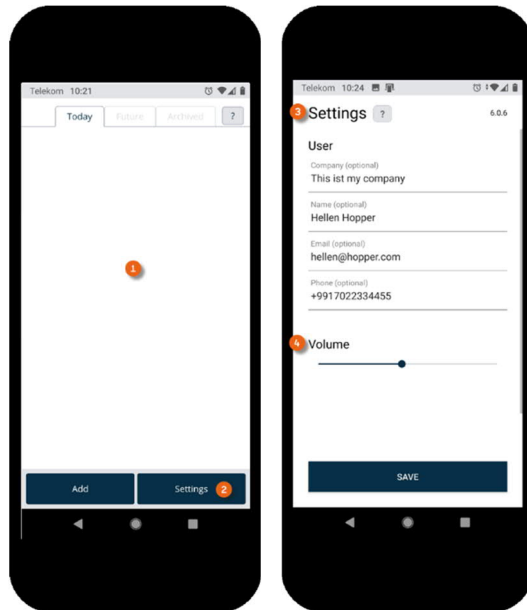 Telekom 10:21
Today Future Archived ?
1
Add Settings 2
Telekom 10:24
3 Settings ? 6.0.6
User
Company (optional)
This ist my company
Name (optional)
Hellen Hopper
Email (optional)
hellen@hopper.com
Phone (optional)
+9917022334455
4 Volume
SAVE